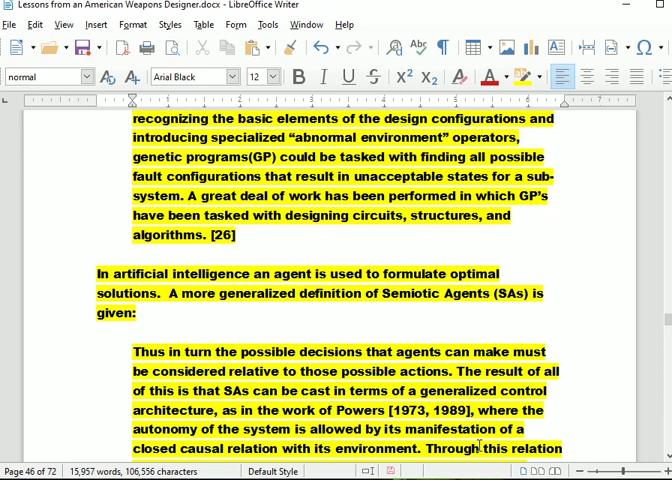 Lessons from an American Weapons Designer.docx - LibreOffice Writer
File Edit View Insert Format Styles Table Form Tools Window Help
normal Arial Black 12
1 2 3 4 5 6 7
recognizing the basic elements of the design configurations and
introducing specialized “abnormal environment” operators,
genetic programs(GP) could be tasked with finding all possible
fault configurations that result in unacceptable states for a sub-
system. A great deal of work has been performed in which GP’s
have been tasked with designing circuits, structures, and
algorithms. [26]
In artificial intelligence an agent is used to formulate optimal
solutions.  A more generalized definition of Semiotic Agents (SAs) is
given:
Thus in turn the possible decisions that agents can make must
be considered relative to those possible actions. The result of all
of this is that SAs can be cast in terms of a generalized control
architecture, as in the work of Powers [1973, 1989], where the
autonomy of the system is allowed by its manifestation of a
closed causal relation with its environment. Through this relation
Page 46 of 72 15,957 words, 106,556 characters Default Style